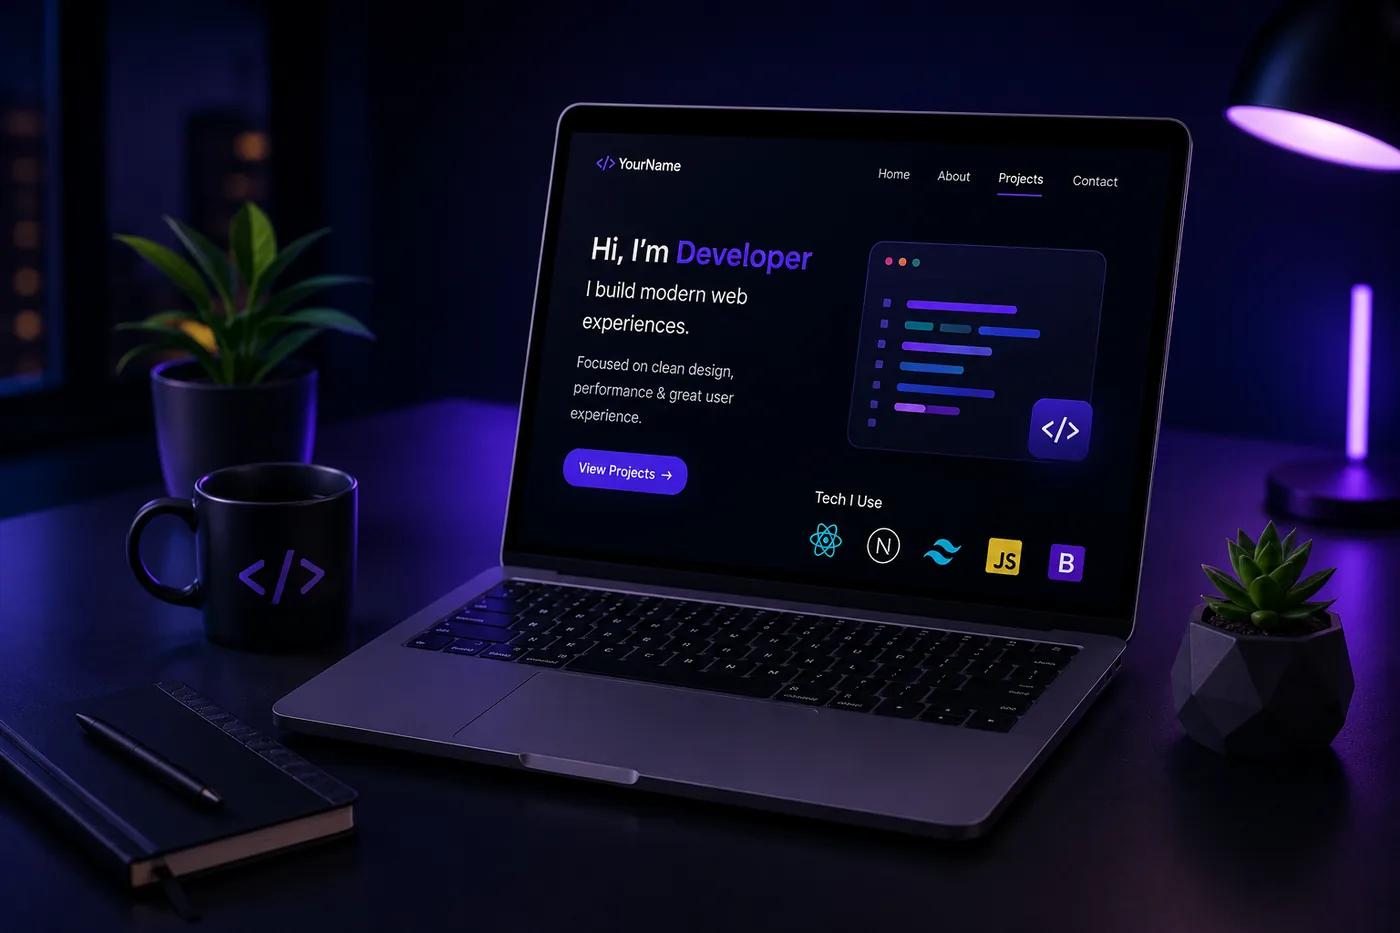 </> YourName
Home
About
Projects
Contact
Hi, I'm Developer
I build modern web
experiences.
Focused on clean design,
performance & great user
experience.
View Projects →
</>
Tech I Use
N
JS
B
</>